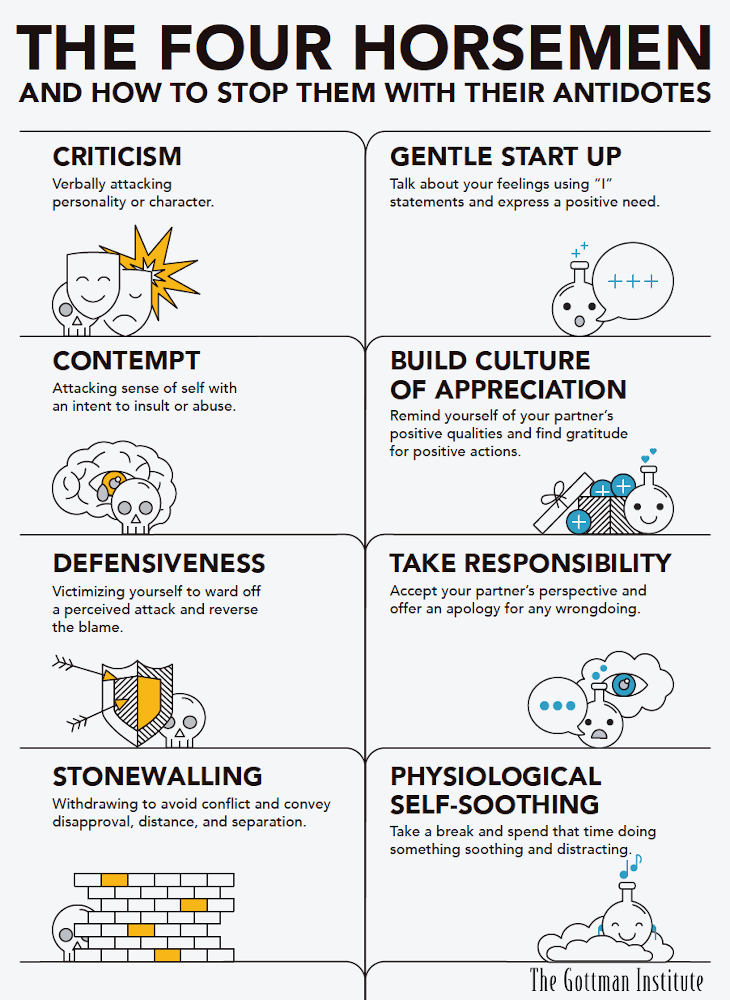 THE FOUR HORSEMEN
AND HOW TO STOP THEM WITH THEIR ANTIDOTES
CRITICISM
Verbally attacking
personality or character.
GENTLE START UP
Talk about your feelings using “I”
statements and express a positive need.
CONTEMPT
Attacking sense of self with
an intent to insult or abuse.
BUILD CULTURE
OF APPRECIATION
Remind yourself of your partner’s
positive qualities and find gratitude
for positive actions.
DEFENSIVENESS
Victimizing yourself to ward off
a perceived attack and reverse
the blame.
TAKE RESPONSIBILITY
Accept your partner’s perspective and
offer an apology for any wrongdoing.
STONEWALLING
Withdrawing to avoid conflict and convey
disapproval, distance, and separation.
PHYSIOLOGICAL
SELF-SOOTHING
Take a break and spend that time doing
something soothing and distracting.
The Gottman Institute